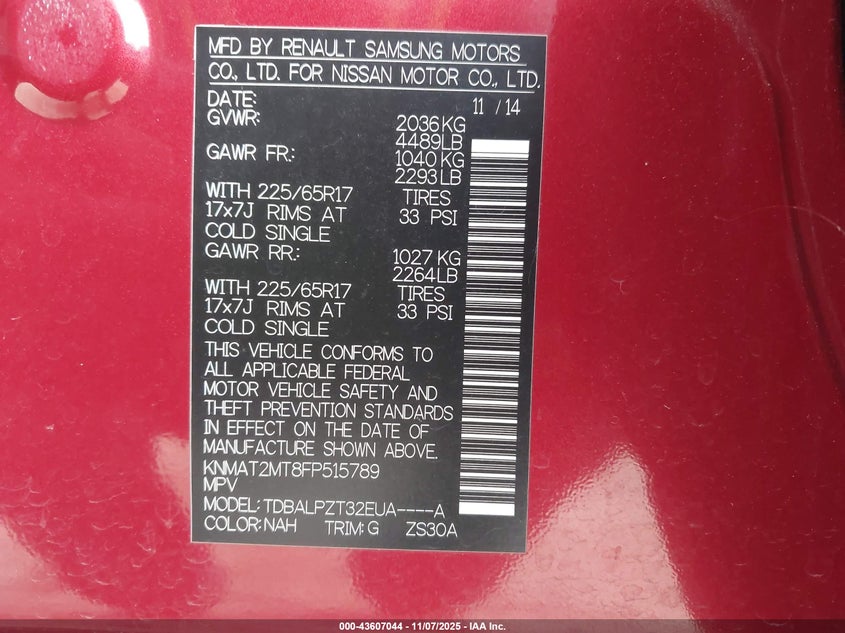 MFD BY RENAULT SAMSUNG MOTORS
CO., LTD. FOR NISSAN MOTOR CO., LTD.
DATE: 11 / 14
GVWR: 2036 KG
4489 LB
GAWR FR.: 1040 KG
2293 LB
WITH 225/65R17 TIRES
17x7J RIMS AT 33 PSI
COLD SINGLE
GAWR RR.: 1027 KG
2264 LB
WITH 225/65R17 TIRES
17x7J RIMS AT 33 PSI
COLD SINGLE
THIS VEHICLE CONFORMS TO
ALL APPLICABLE FEDERAL
MOTOR VEHICLE SAFETY AND
THEFT PREVENTION STANDARDS
IN EFFECT ON THE DATE OF
MANUFACTURE SHOWN ABOVE.
KNMAT2MT8FP515789
MPV
MODEL: TDBALPZT32EUA----A
COLOR: NAH TRIM: G ZS30A
000-43607044 — 11/07/2025 — IAA Inc.